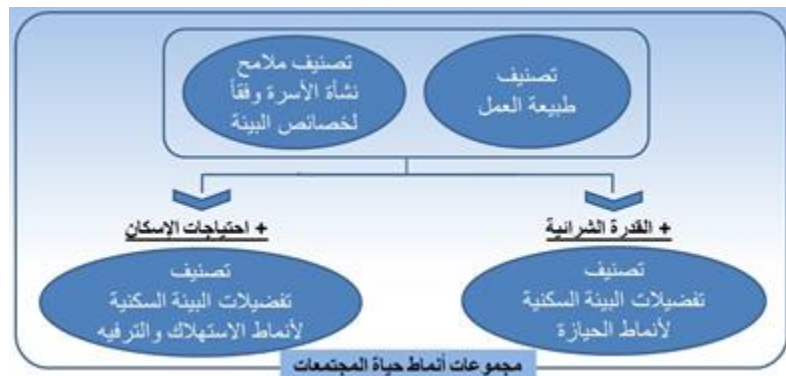 تصنيف
طبيعة العمل
تصنيف ملامح
نشأة الأسرة وفقاً
لخصائص البيئة
+ القدرة الشرائية
+ احتياجات الإسكان
تصنيف
تفضيلات البيئة السكنية
لأنماط الحيازة
تصنيف
تفضيلات البيئة السكنية
لأنماط الاستهلاك والترفيه
مجموعات أنماط حياة المجتمعات